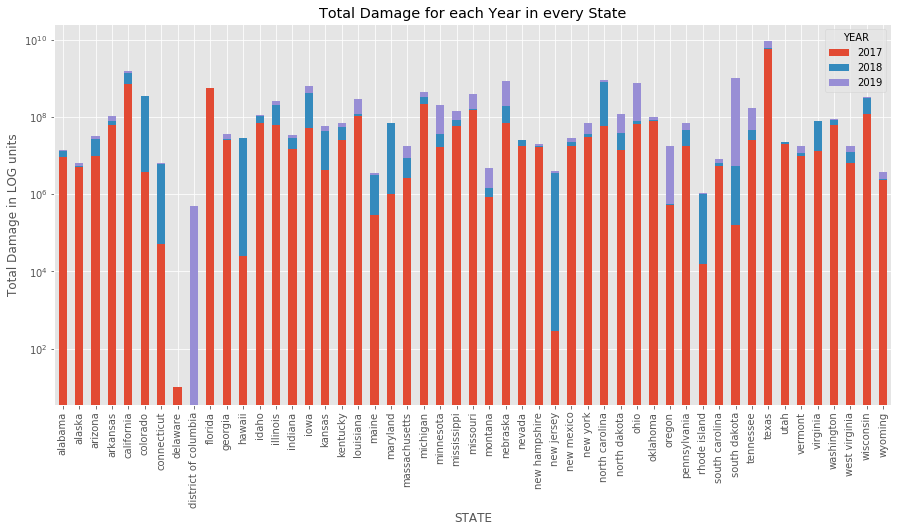 Total Damage for each Year in every State
YEAR
2017
2018
2019
Total Damage in LOG units
10^10
10^8
10^6
10^4
10^2
alabama
alaska
arizona
arkansas
california
colorado
connecticut
delaware
district of columbia
florida
georgia
hawaii
idaho
illinois
indiana
iowa
kansas
kentucky
louisiana
maine
maryland
massachusetts
michigan
minnesota
mississippi
missouri
montana
nebraska
nevada
new hampshire
new jersey
new mexico
new york
north carolina
north dakota
ohio
oklahoma
oregon
pennsylvania
rhode island
south carolina
south dakota
tennessee
texas
utah
vermont
virginia
washington
west virginia
wisconsin
wyoming
STATE